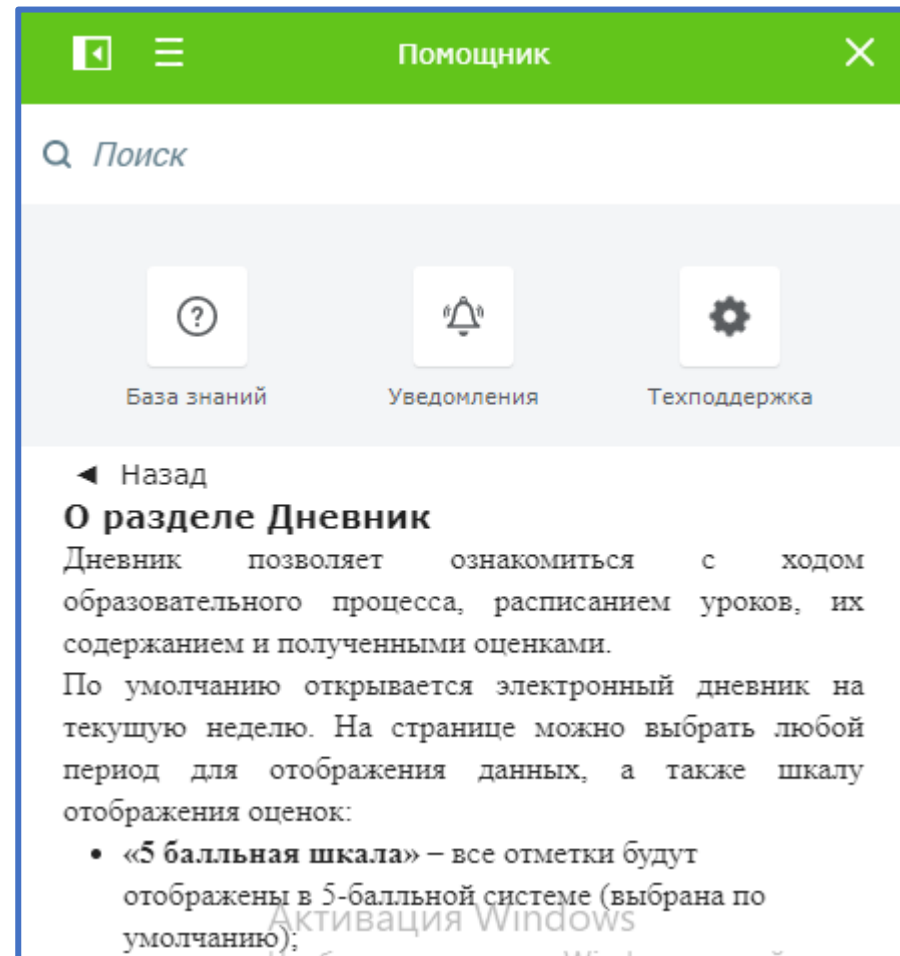 Помощник
Поиск
База знаний Уведомления Техподдержка
◄ Назад
О разделе Дневник
Дневник позволяет ознакомиться с ходом
образовательного процесса, расписанием уроков, их
содержанием и полученными оценками.
По умолчанию открывается электронный дневник на
текущую неделю. На странице можно выбрать любой
период для отображения данных, а также шкалу
отображения оценок:
• «5 балльная шкала» – все отметки будут
отображены в 5-балльной системе (выбрана по
Активация Windows
умолчанию);